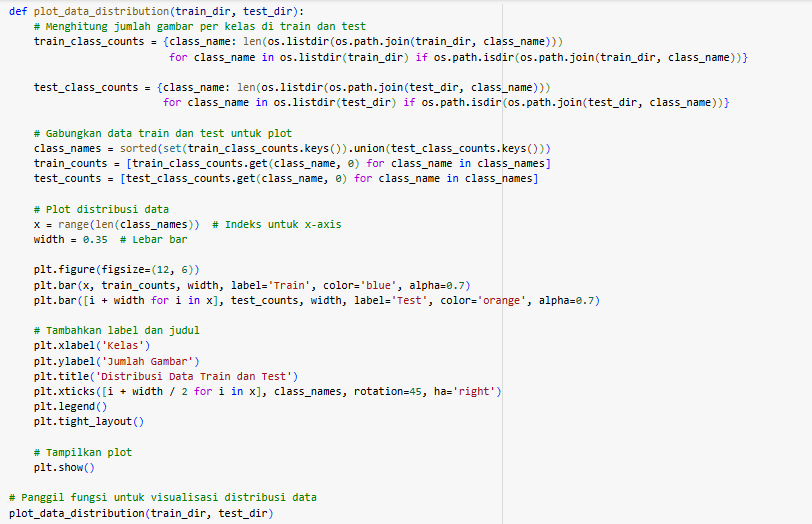 def plot_data_distribution(train_dir, test_dir):
    # Menghitung jumlah gambar per kelas di train dan test
    train_class_counts = {class_name: len(os.listdir(os.path.join(train_dir, class_name)))
                          for class_name in os.listdir(train_dir) if os.path.isdir(os.path.join(train_dir, class_name))}
    test_class_counts = {class_name: len(os.listdir(os.path.join(test_dir, class_name)))
                         for class_name in os.listdir(test_dir) if os.path.isdir(os.path.join(test_dir, class_name))}
    # Gabungkan data train dan test untuk plot
    class_names = sorted(set(train_class_counts.keys()).union(test_class_counts.keys()))
    train_counts = [train_class_counts.get(class_name, 0) for class_name in class_names]
    test_counts = [test_class_counts.get(class_name, 0) for class_name in class_names]
    # Plot distribusi data
    x = range(len(class_names))  # Indeks untuk x-axis
    width = 0.35  # Lebar bar
    plt.figure(figsize=(12, 6))
    plt.bar(x, train_counts, width, label='Train', color='blue', alpha=0.7)
    plt.bar([i + width for i in x], test_counts, width, label='Test', color='orange', alpha=0.7)
    # Tambahkan label dan judul
    plt.xlabel('Kelas')
    plt.ylabel('Jumlah Gambar')
    plt.title('Distribusi Data Train dan Test')
    plt.xticks([i + width / 2 for i in x], class_names, rotation=45, ha='right')
    plt.legend()
    plt.tight_layout()
    # Tampilkan plot
    plt.show()
# Panggil fungsi untuk visualisasi distribusi data
plot_data_distribution(train_dir, test_dir)